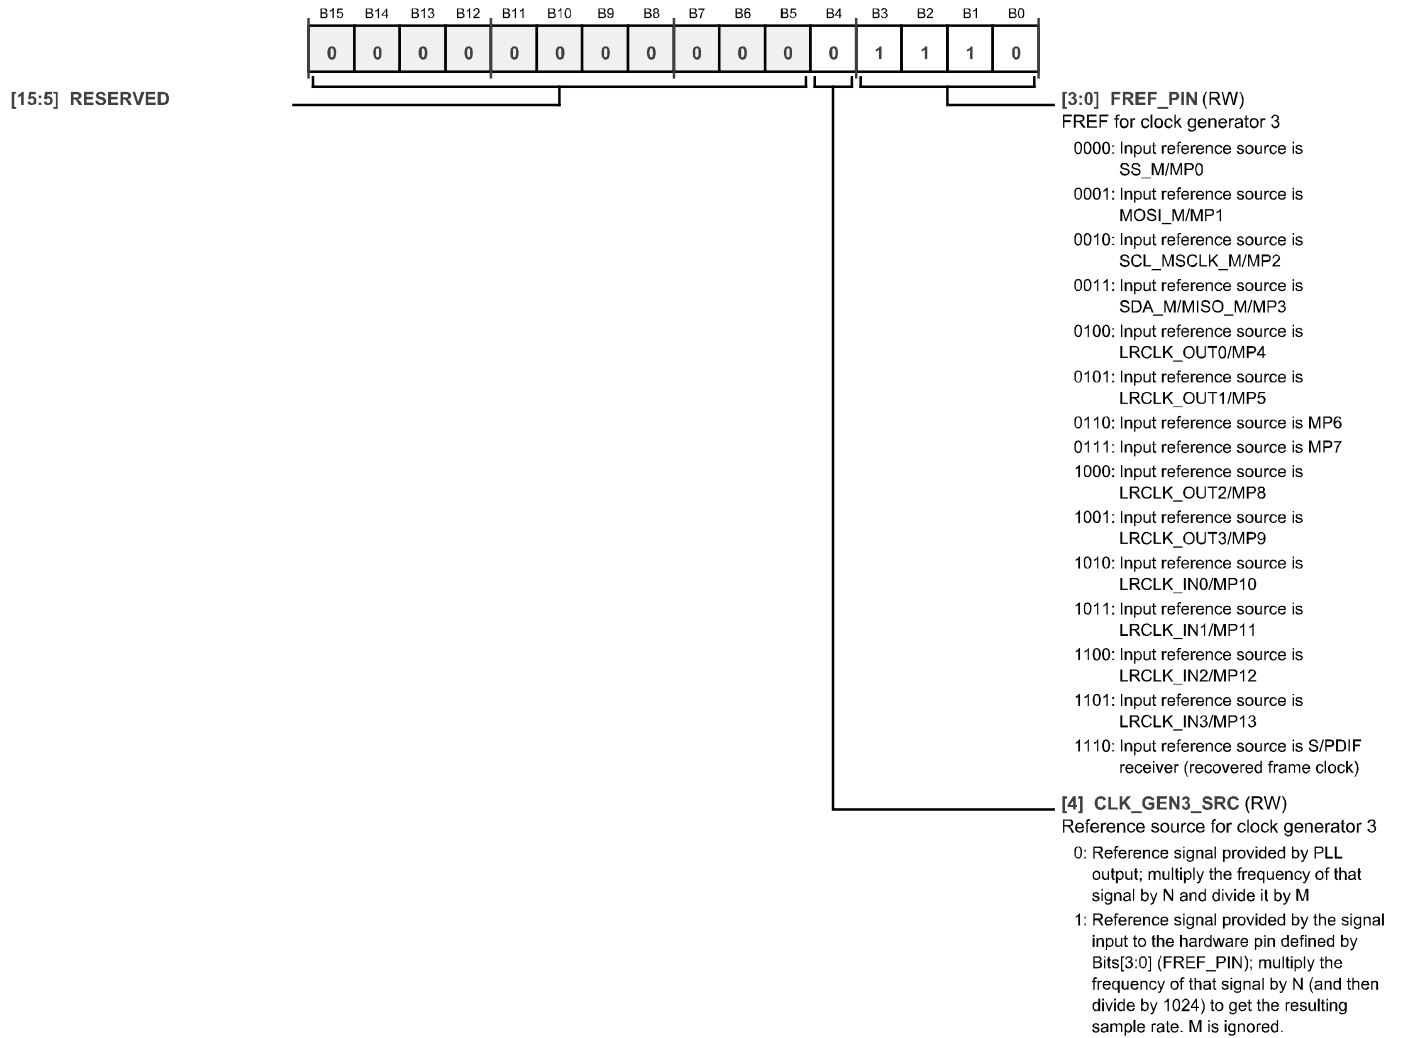 B15 B14 B13 B12 B11 B10 B9 B8 B7 B6 B5 B4 B3 B2 B1 B0
0 0 0 0 0 0 0 0 0 0 0 0 1 1 1 0
[15:5] RESERVED
[3:0] FREF_PIN (RW)
FREF for clock generator 3
0000: Input reference source is
SS_M/MP0
0001: Input reference source is
MOSI_M/MP1
0010: Input reference source is
SCL_MSCLK_M/MP2
0011: Input reference source is
SDA_M/MISO_M/MP3
0100: Input reference source is
LRCLK_OUT0/MP4
0101: Input reference source is
LRCLK_OUT1/MP5
0110: Input reference source is MP6
0111: Input reference source is MP7
1000: Input reference source is
LRCLK_OUT2/MP8
1001: Input reference source is
LRCLK_OUT3/MP9
1010: Input reference source is
LRCLK_IN0/MP10
1011: Input reference source is
LRCLK_IN1/MP11
1100: Input reference source is
LRCLK_IN2/MP12
1101: Input reference source is
LRCLK_IN3/MP13
1110: Input reference source is S/PDIF
receiver (recovered frame clock)
[4] CLK_GEN3_SRC (RW)
Reference source for clock generator 3
0: Reference signal provided by PLL
output; multiply the frequency of that
signal by N and divide it by M
1: Reference signal provided by the signal
input to the hardware pin defined by
Bits[3:0] (FREF_PIN); multiply the
frequency of that signal by N (and then
divide by 1024) to get the resulting
sample rate. M is ignored.